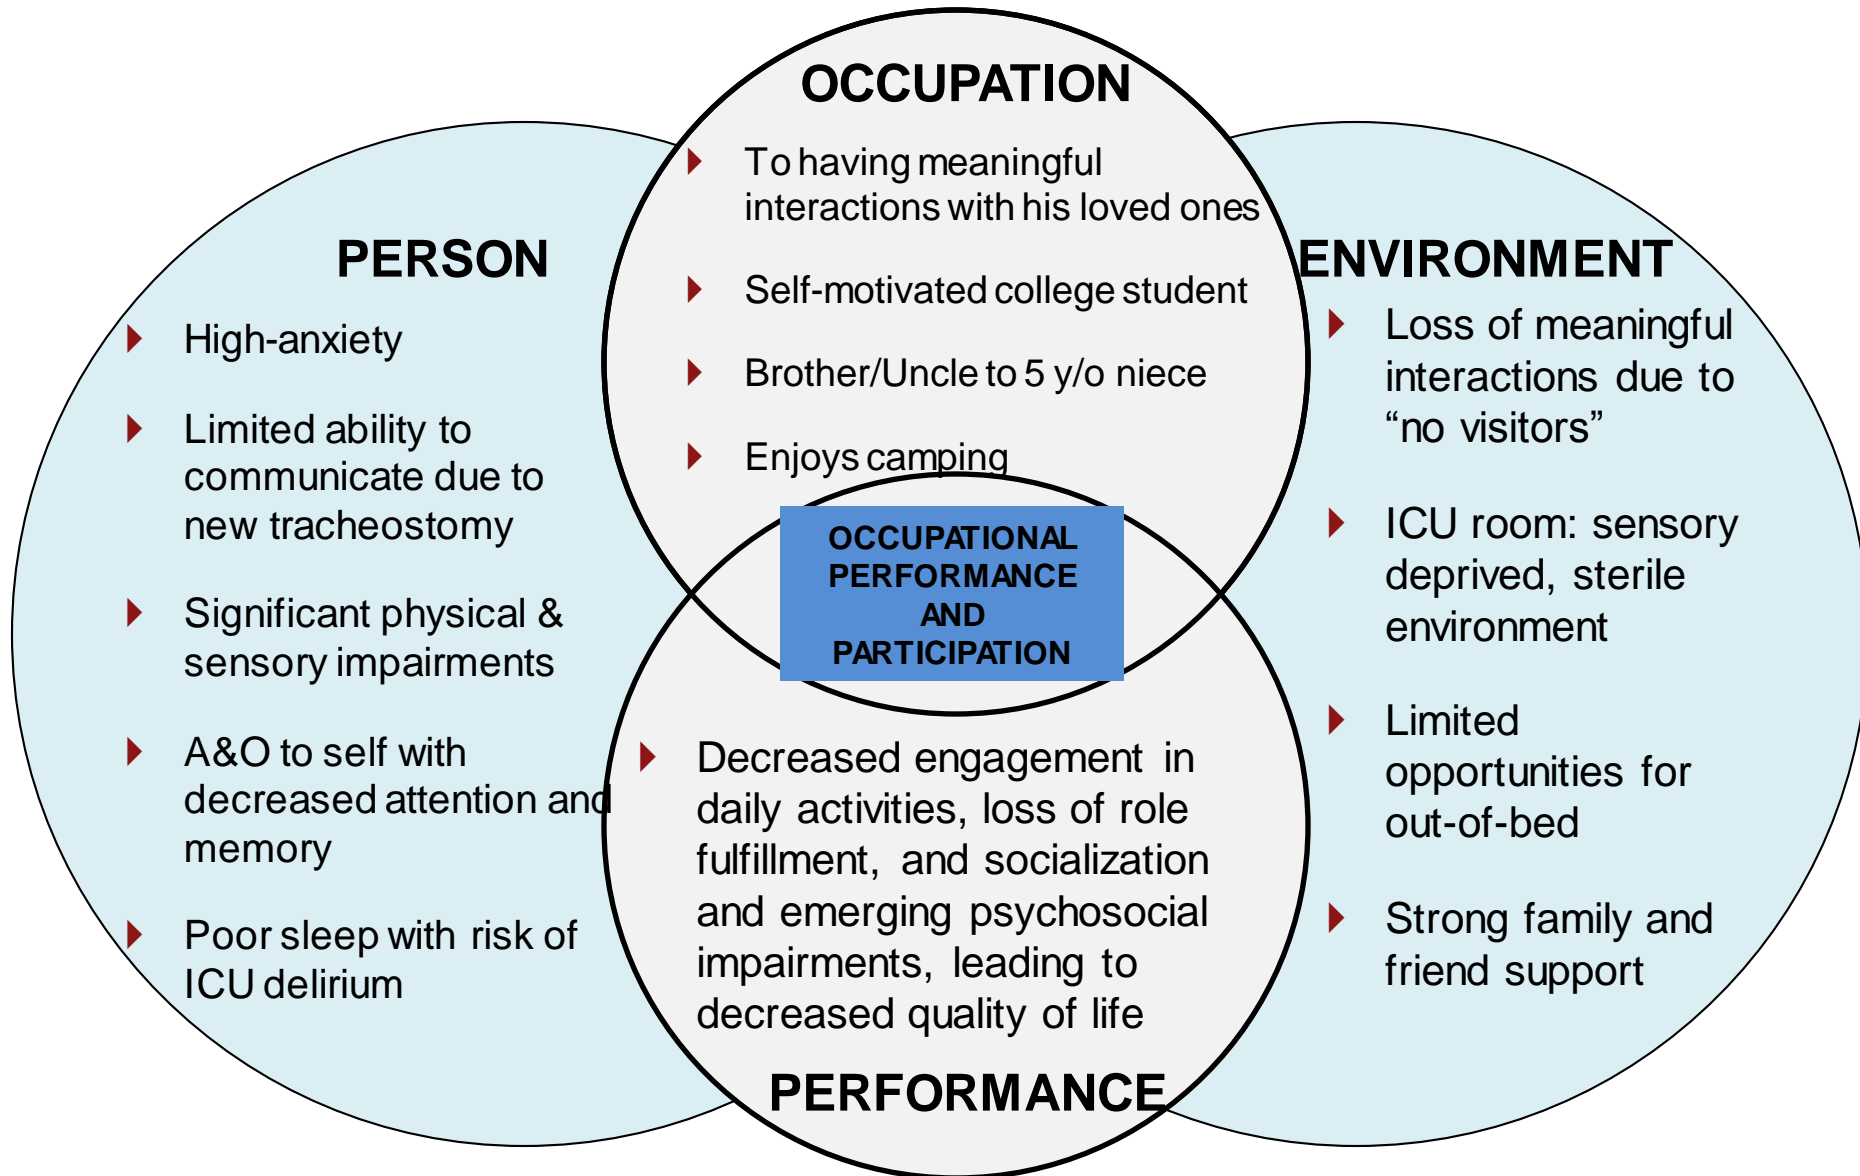 OCCUPATION
To having meaningful
interactions with his loved ones
Self-motivated college student
Brother/Uncle to 5 y/o niece
Enjoys camping
PERSON
High-anxiety
Limited ability to
communicate due to
new tracheostomy
Significant physical &
sensory impairments
A&O to self with
decreased attention and
memory
Poor sleep with risk of
ICU delirium
ENVIRONMENT
Loss of meaningful
interactions due to
“no visitors”
ICU room: sensory
deprived, sterile
environment
Limited
opportunities for
out-of-bed
Strong family and
friend support
OCCUPATIONAL
PERFORMANCE
AND
PARTICIPATION
Decreased engagement in
daily activities, loss of role
fulfillment, and socialization
and emerging psychosocial
impairments, leading to
decreased quality of life
PERFORMANCE